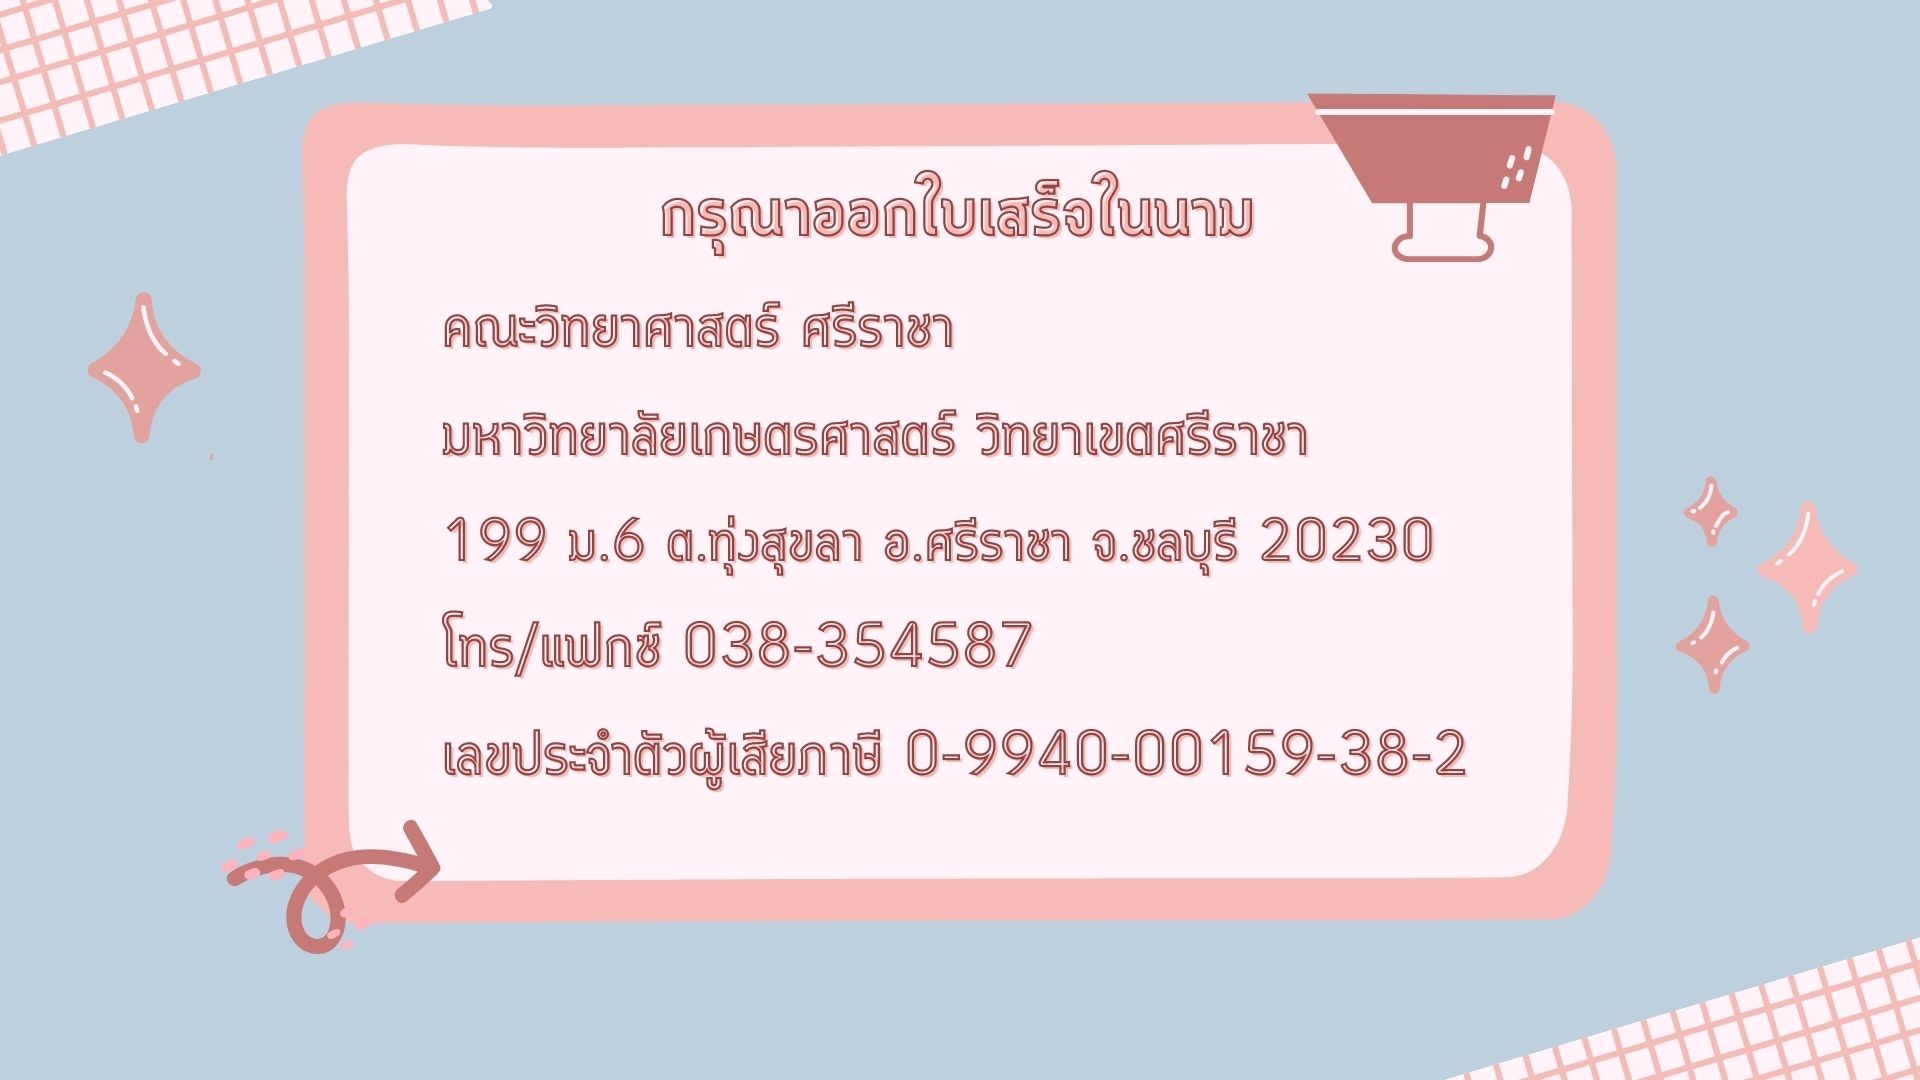 กรุณาออกใบเสร็จในนาม
คณะวิทยาศาสตร์ ศรีราชา
มหาวิทยาลัยเกษตรศาสตร์ วิทยาเขตศรีราชา
199 ม.6 ต.ทุ่งสุขลา อ.ศรีราชา จ.ชลบุรี 20230
โทร/แฟกซ์ 038-354587
เลขประจำตัวผู้เสียภาษี 0-9940-00159-38-2